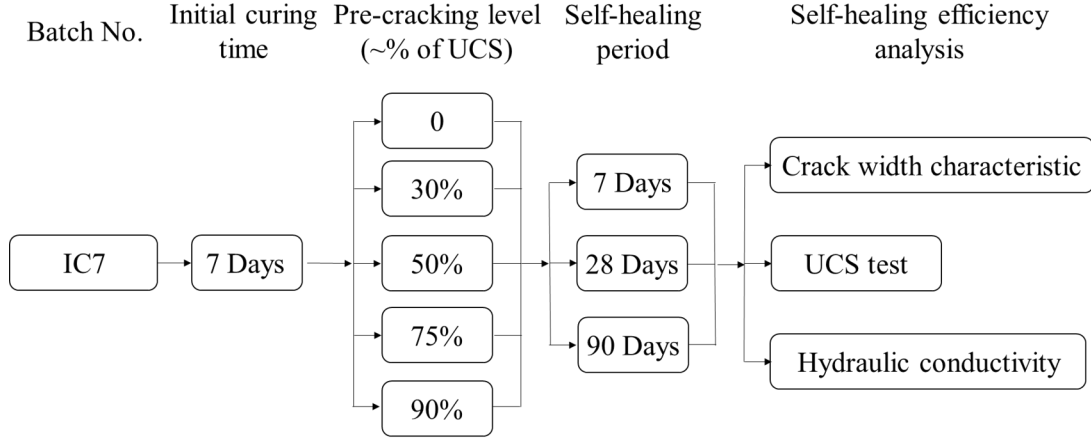 Batch No.
Initial curing
time
Pre-cracking level
(~% of UCS)
Self-healing
period
Self-healing efficiency
analysis
IC7
7 Days
0
30%
50%
75%
90%
7 Days
28 Days
90 Days
Crack width characteristic
UCS test
Hydraulic conductivity